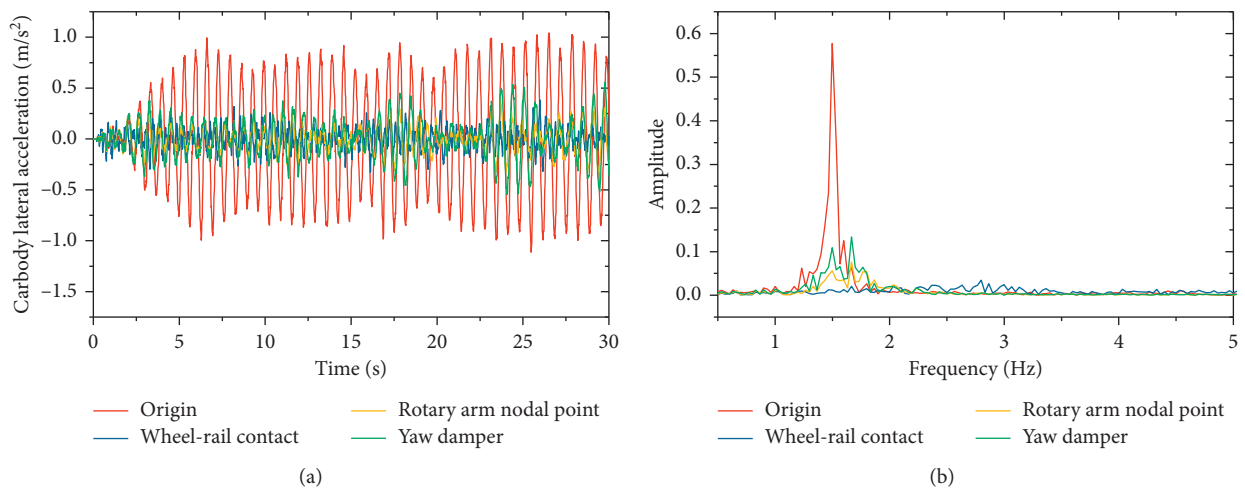 Carbody lateral acceleration (m/s²)
1.0
0.5
0.0
–0.5
–1.0
–1.5
0 5 10 15 20 25 30
Time (s)
Origin
Wheel-rail contact
Rotary arm nodal point
Yaw damper
(a)
Amplitude
0.6
0.5
0.4
0.3
0.2
0.1
0.0
1 2 3 4 5
Frequency (Hz)
Origin
Wheel-rail contact
Rotary arm nodal point
Yaw damper
(b)